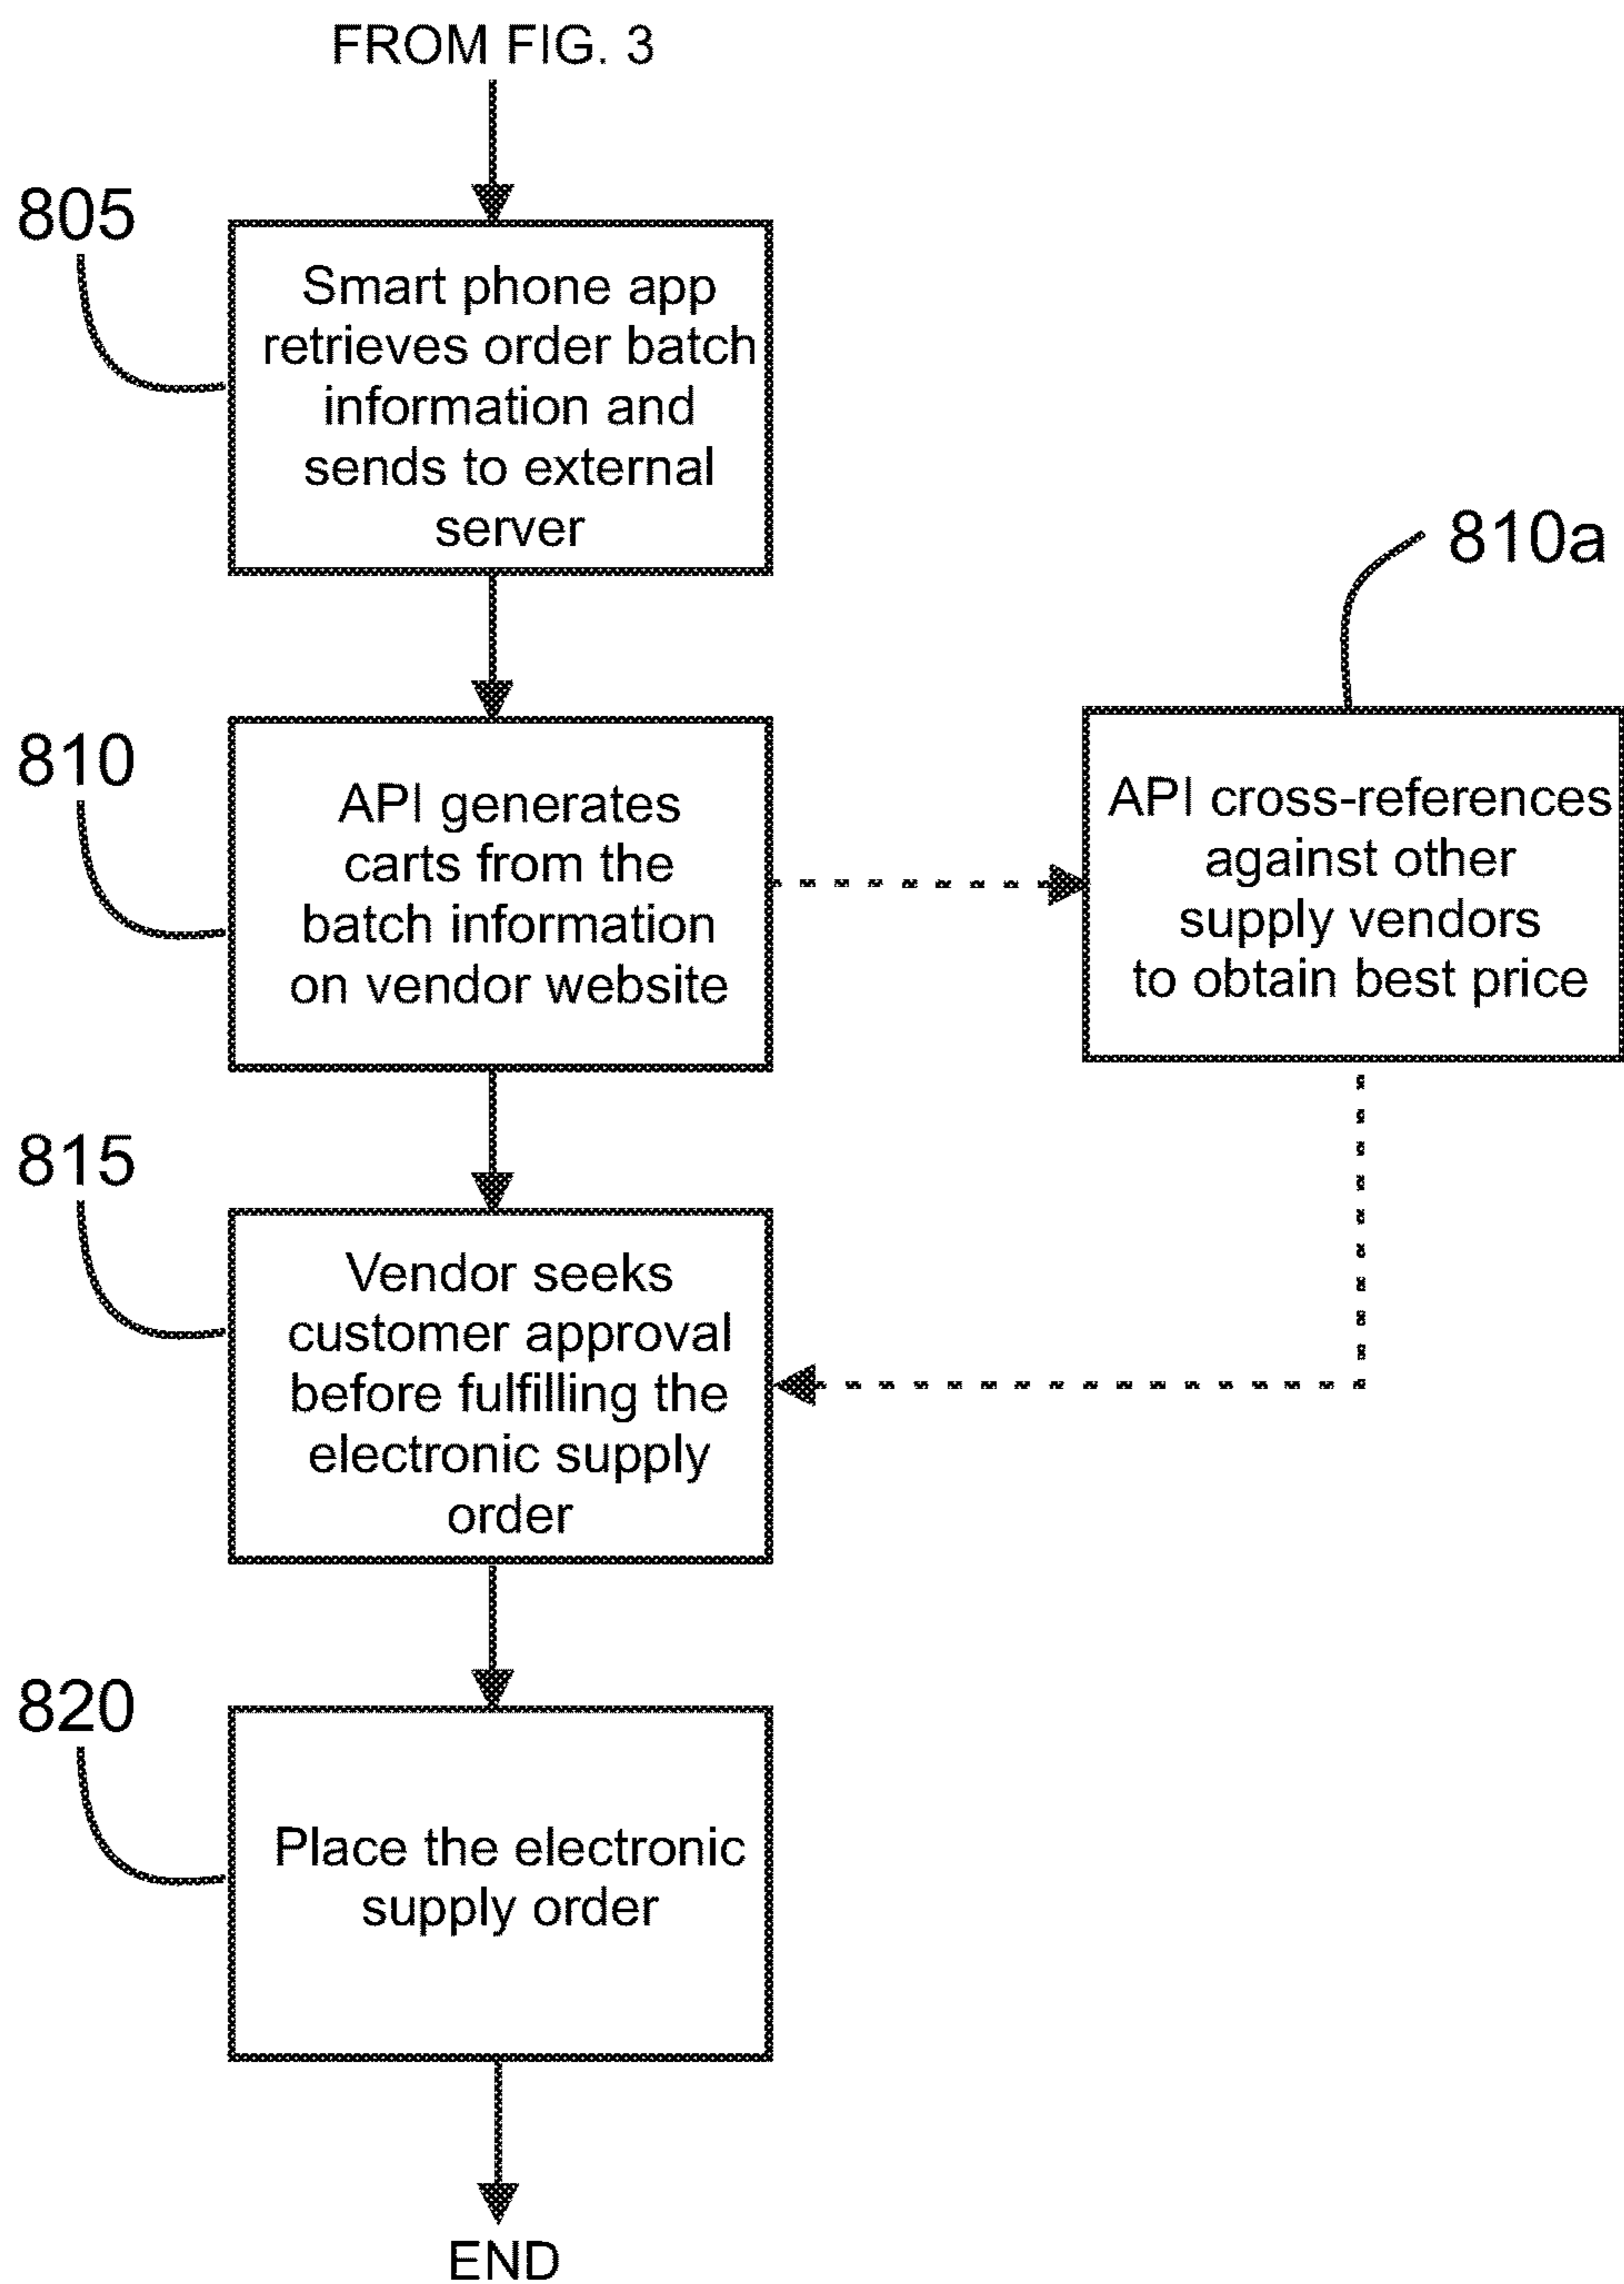 FROM FIG. 3
805
Smart phone app
retrieves order batch
information and
sends to external
server
810
API generates
carts from the
batch information
on vendor website
810a
API cross-references
against other
supply vendors
to obtain best price
815
Vendor seeks
customer approval
before fulfilling the
electronic supply
order
820
Place the electronic
supply order
END